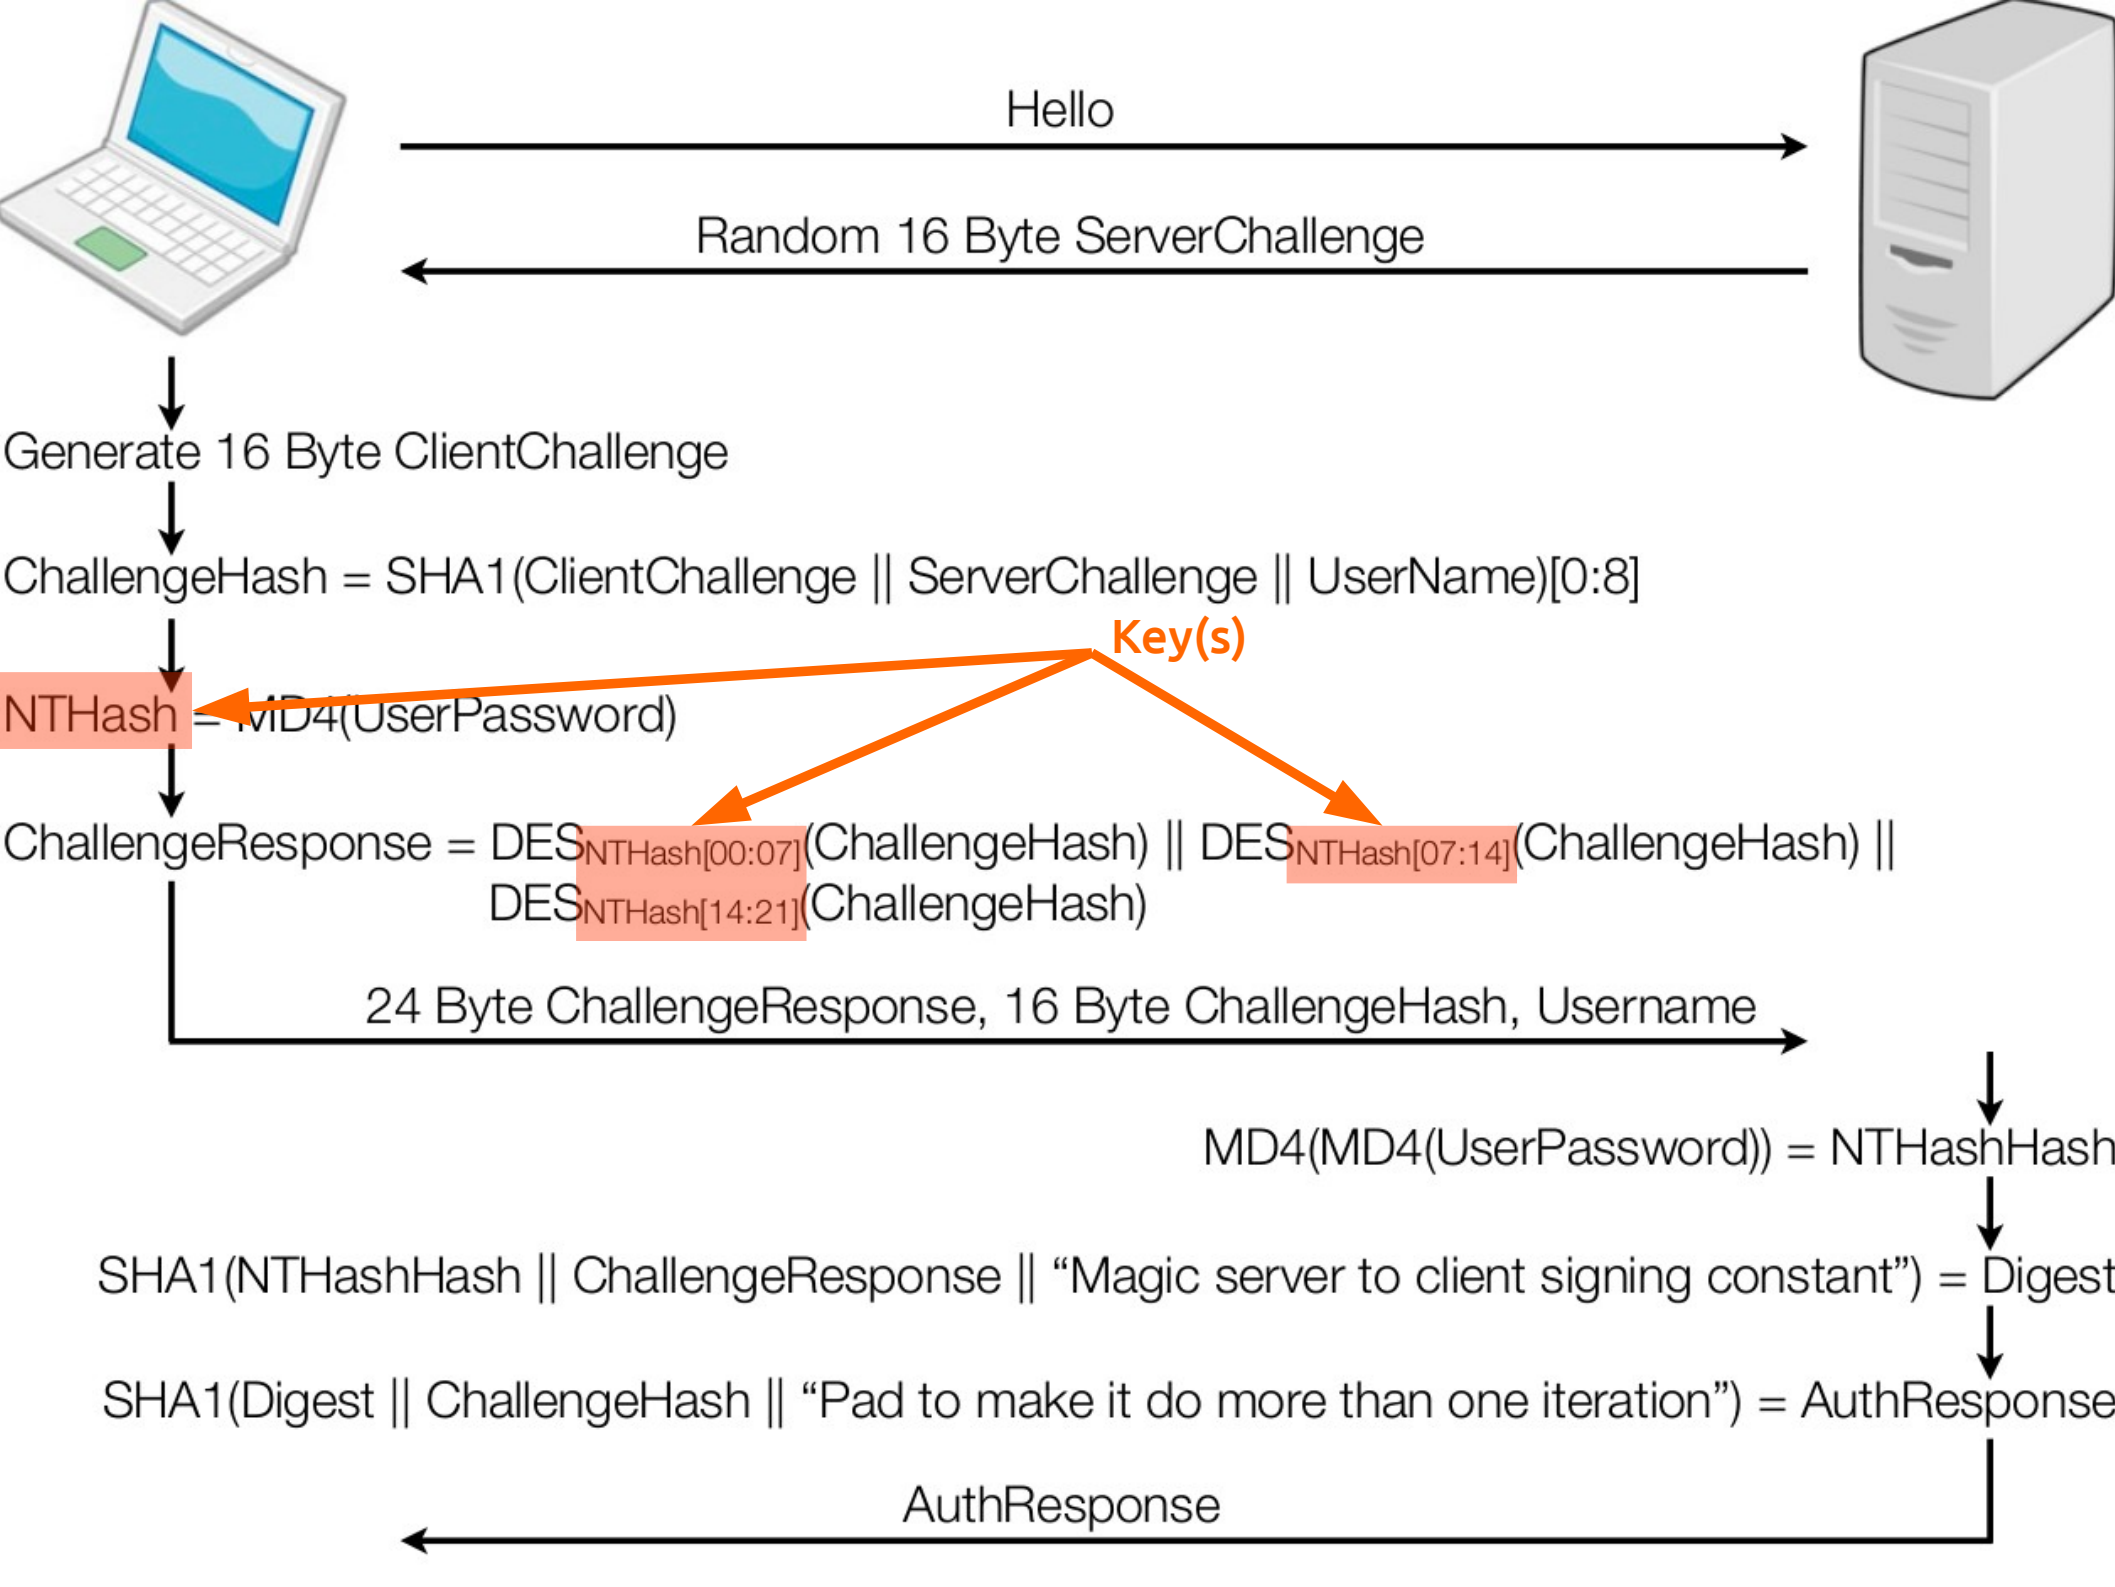 Hello
Random 16 Byte ServerChallenge
Generate 16 Byte ClientChallenge
ChallengeHash = SHA1(ClientChallenge || ServerChallenge || UserName)[0:8]
Key(s)
NTHash = MD4(UserPassword)
ChallengeResponse = DESNTHash[00:07](ChallengeHash) || DESNTHash[07:14](ChallengeHash) ||
DESNTHash[14:21](ChallengeHash)
24 Byte ChallengeResponse, 16 Byte ChallengeHash, Username
MD4(MD4(UserPassword)) = NTHashHash
SHA1(NTHashHash || ChallengeResponse || “Magic server to client signing constant”) = Digest
SHA1(Digest || ChallengeHash || “Pad to make it do more than one iteration”) = AuthResponse
AuthResponse